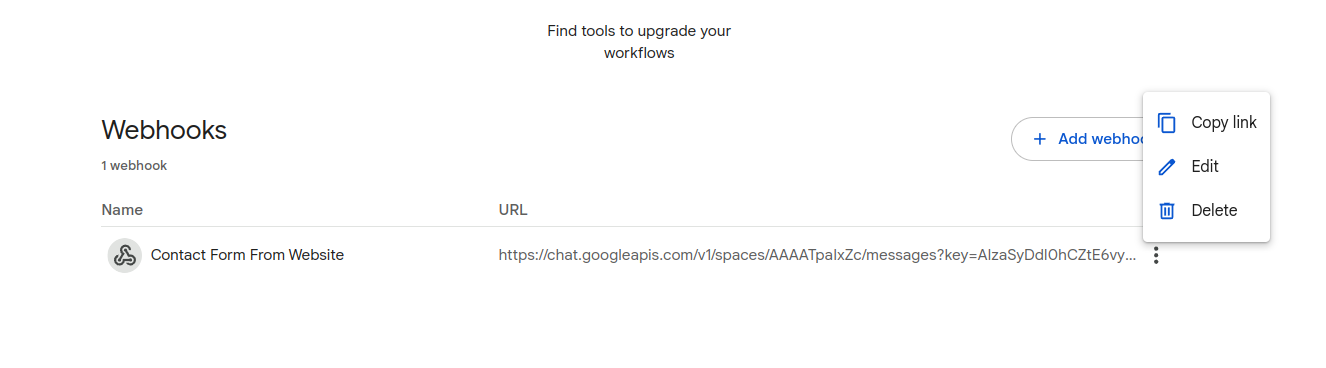 Find tools to upgrade your
workflows
Webhooks
1 webhook
+ Add webhoo
Copy link
Edit
Delete
Name URL
Contact Form From Website https://chat.googleapis.com/v1/spaces/AAAATpaIxZc/messages?key=AIzaSyDdI0hCZtE6vy...